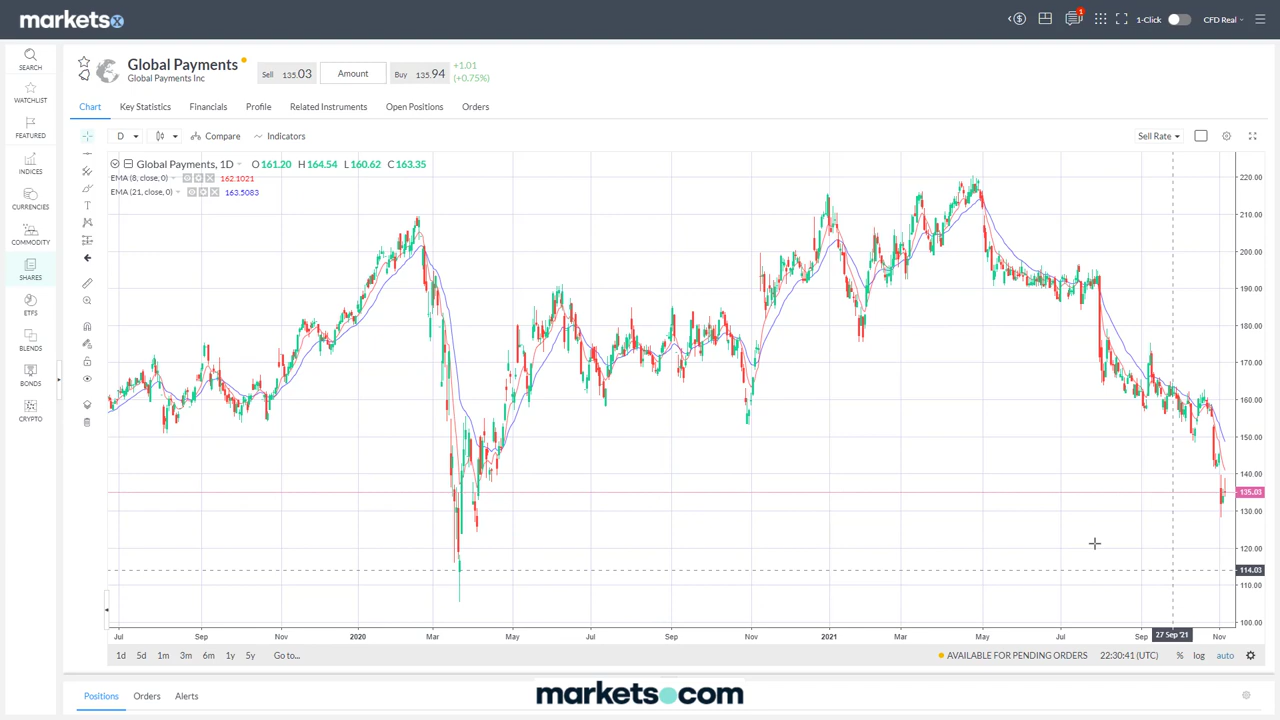 marketsx
1
1-Click
CFD Real
SEARCH
WATCHLIST
FEATURED
INDICES
CURRENCIES
COMMODITY
SHARES
ETFS
BLENDS
BONDS
CRYPTO
Global Payments
Global Payments Inc
Sell 135.03
Amount
Buy 135.94
+1.01
(+0.75%)
Chart
Key Statistics
Financials
Profile
Related Instruments
Open Positions
Orders
D
Compare
Indicators
Sell Rate
Global Payments, 1D
O 161.20 H 164.54 L 160.62 C 163.35
EMA (8, close, 0)
162.1021
EMA (21, close, 0)
163.5083
220.00
210.00
200.00
190.00
180.00
170.00
160.00
150.00
140.00
135.03
130.00
120.00
114.03
110.00
100.00
Jul
Sep
Nov
2020
Mar
May
Jul
Sep
Nov
2021
Mar
May
Jul
Sep
27 Sep '21
Nov
1d
5d
1m
3m
6m
1y
5y
Go to...
AVAILABLE FOR PENDING ORDERS
22:30:41 (UTC)
%
log
auto
Positions
Orders
Alerts
markets.com